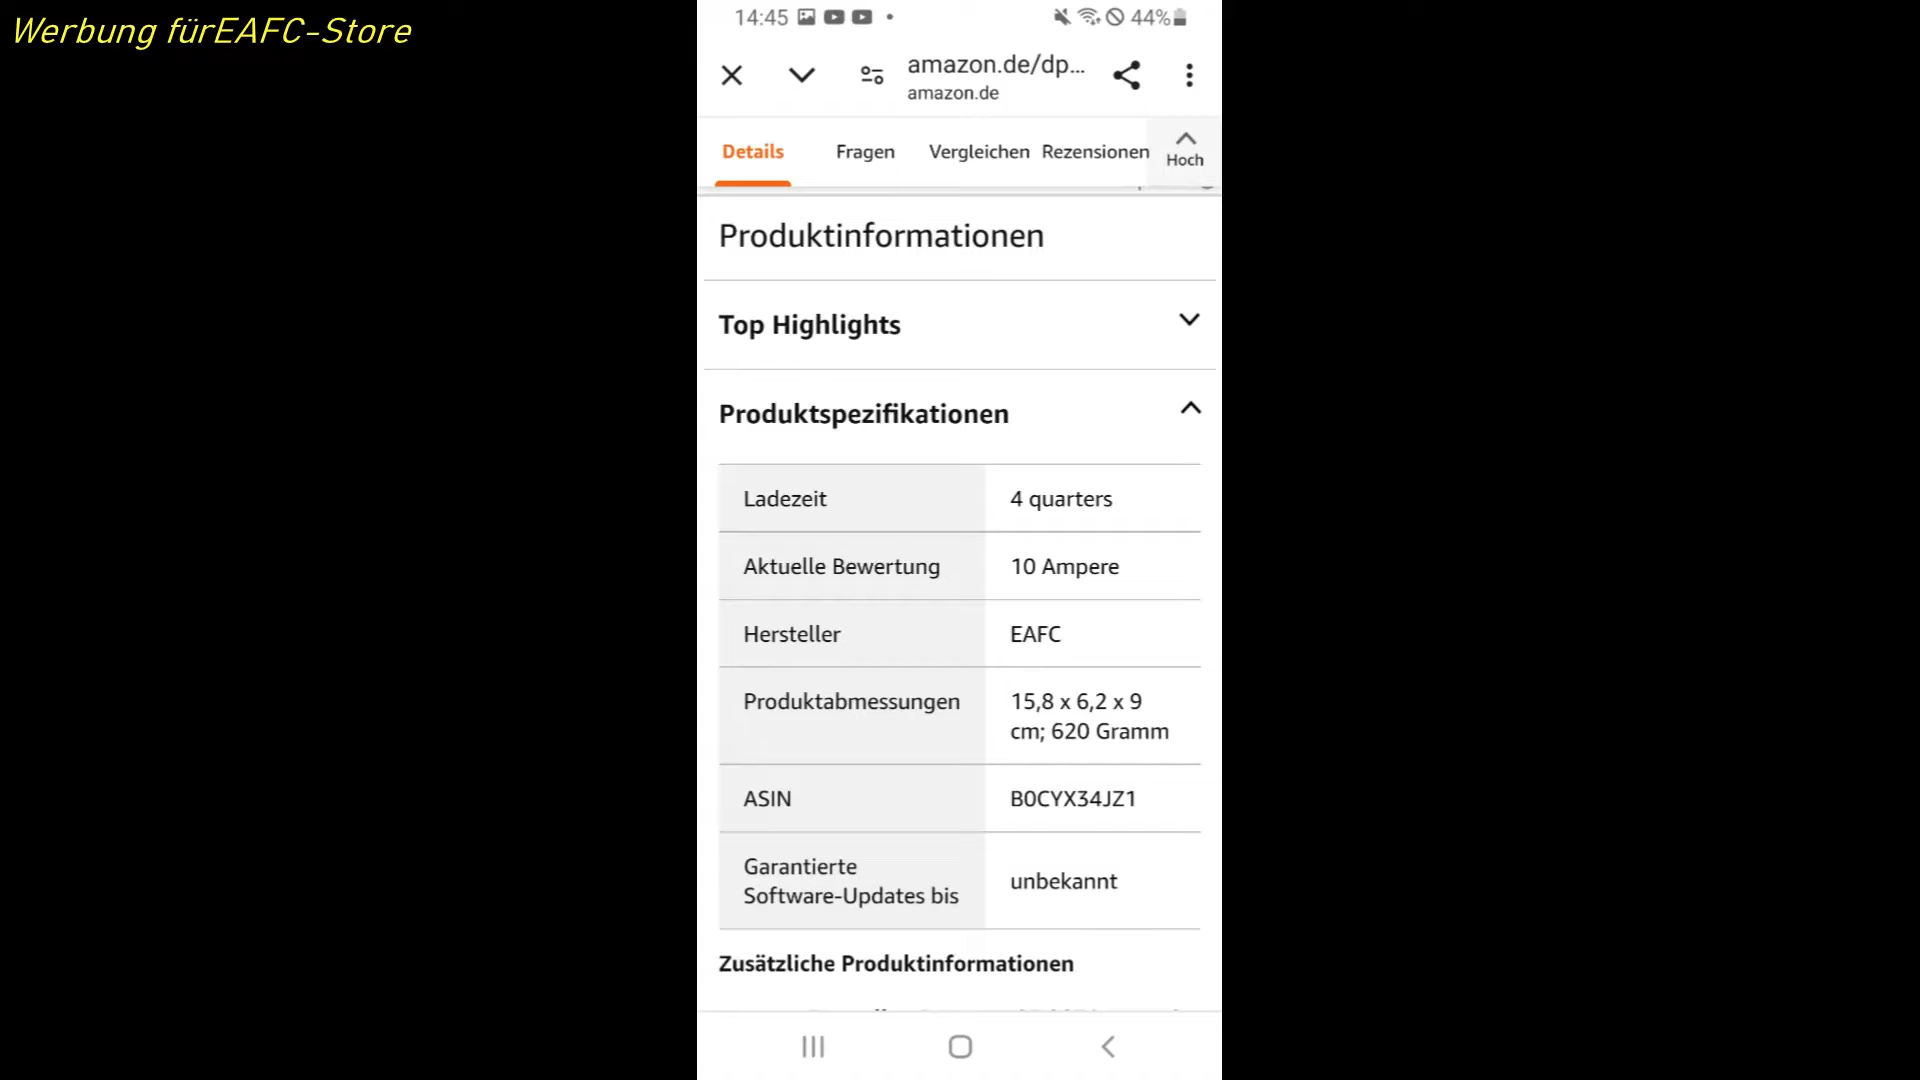 Werbung fürEAFC-Store
14:45
44%
amazon.de/dp...
amazon.de
Details
Fragen
Vergleichen
Rezensionen
Hoch
Produktinformationen
Top Highlights
Produktspezifikationen
Ladezeit
4 quarters
Aktuelle Bewertung
10 Ampere
Hersteller
EAFC
Produktabmessungen
15,8 x 6,2 x 9
cm; 620 Gramm
ASIN
B0CYX34JZ1
Garantierte
Software-Updates bis
unbekannt
Zusätzliche Produktinformationen